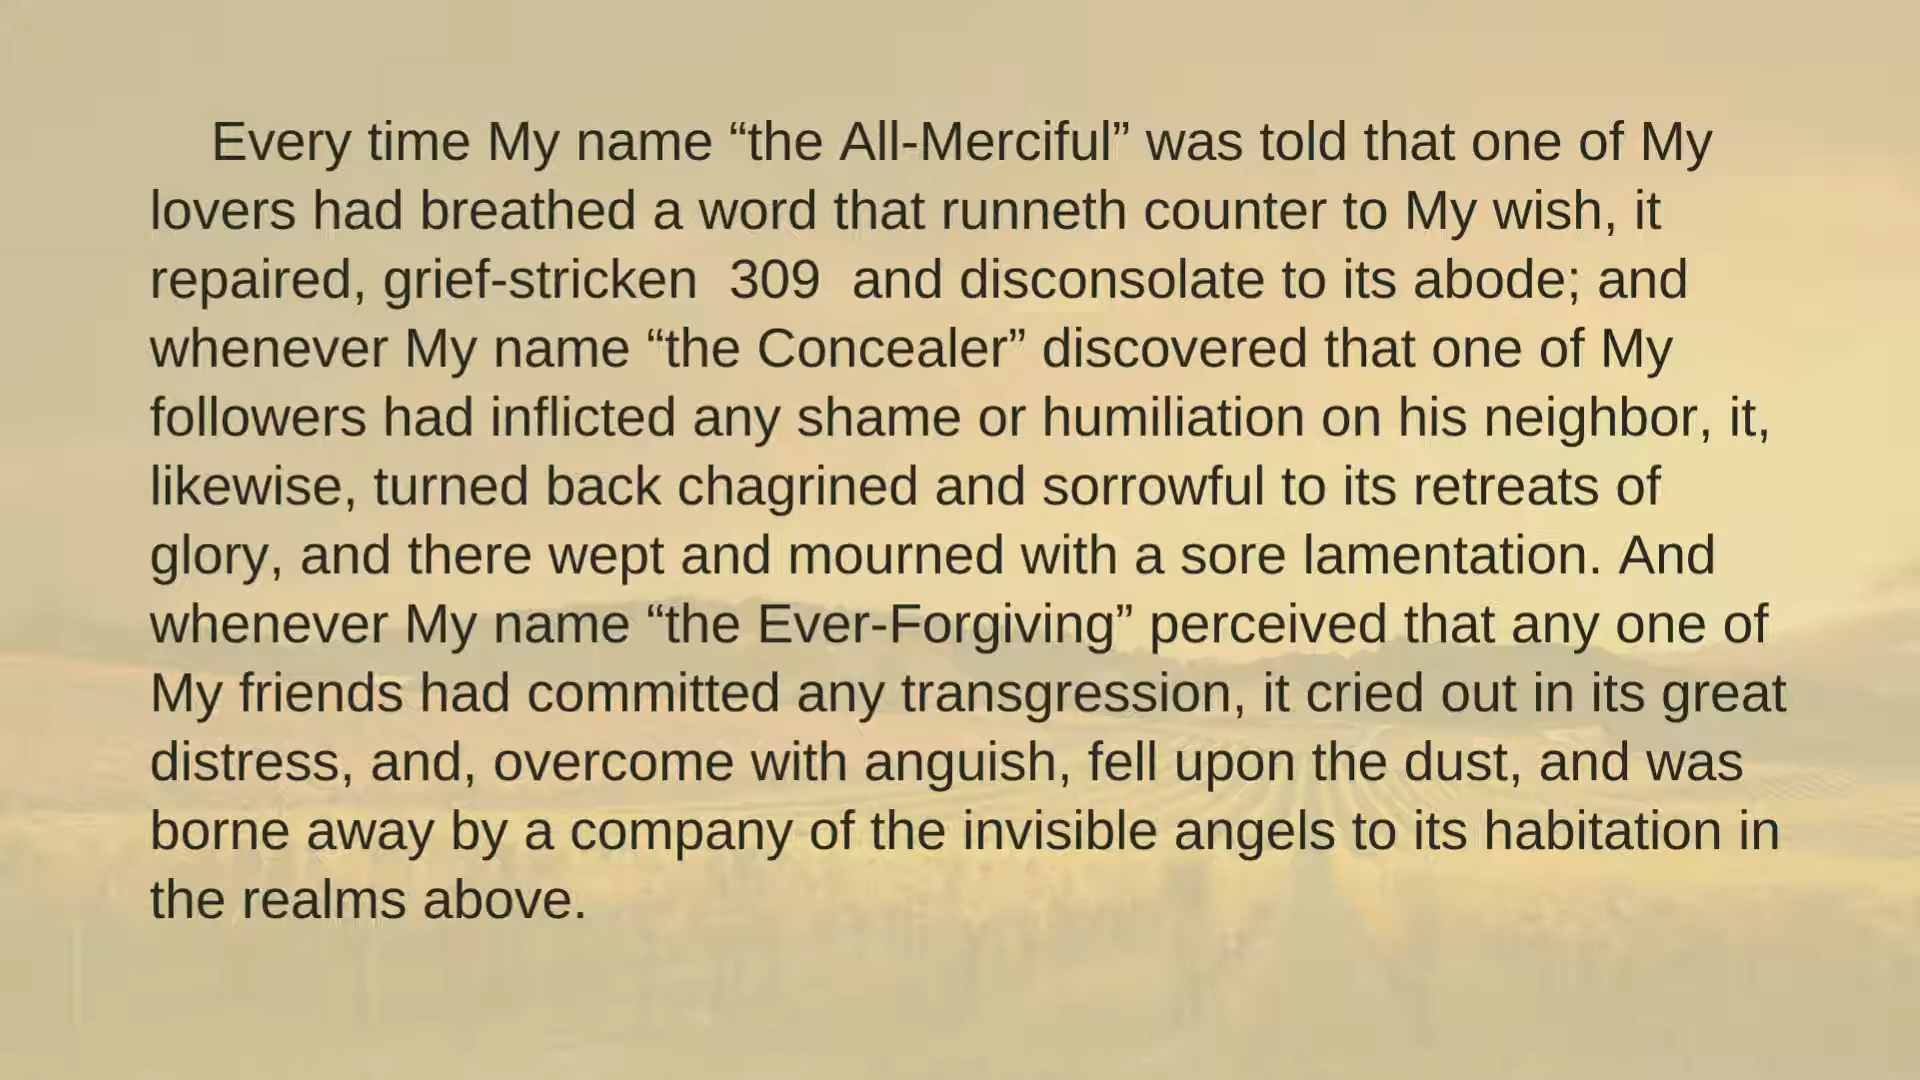 Every time My name “the All-Merciful” was told that one of My
lovers had breathed a word that runneth counter to My wish, it
repaired, grief-stricken  309  and disconsolate to its abode; and
whenever My name “the Concealer” discovered that one of My
followers had inflicted any shame or humiliation on his neighbor, it,
likewise, turned back chagrined and sorrowful to its retreats of
glory, and there wept and mourned with a sore lamentation. And
whenever My name “the Ever-Forgiving” perceived that any one of
My friends had committed any transgression, it cried out in its great
distress, and, overcome with anguish, fell upon the dust, and was
borne away by a company of the invisible angels to its habitation in
the realms above.